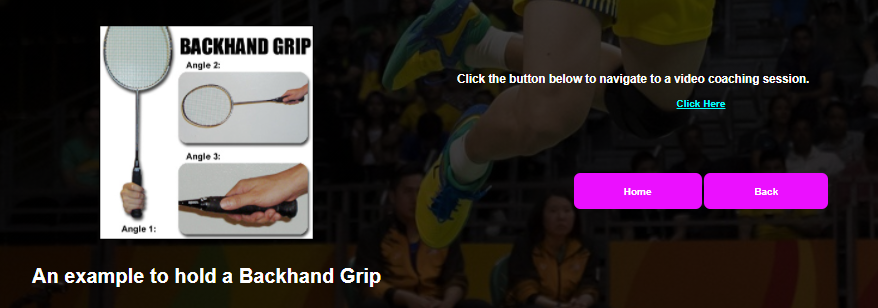 BACKHAND GRIP
Angle 2:
Angle 3:
Angle 1:
An example to hold a Backhand Grip
Click the button below to navigate to a video coaching session.
Click Here
Home
Back